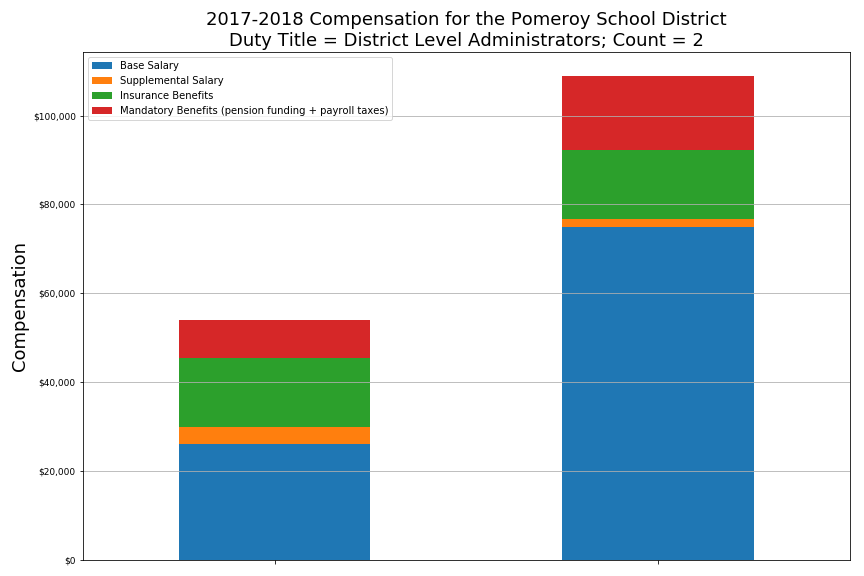 2017-2018 Compensation for the Pomeroy School District
Duty Title = District Level Administrators; Count = 2
Base Salary
Supplemental Salary
Insurance Benefits
Mandatory Benefits (pension funding + payroll taxes)
$100,000
$80,000
$60,000
$40,000
$20,000
$0
Compensation